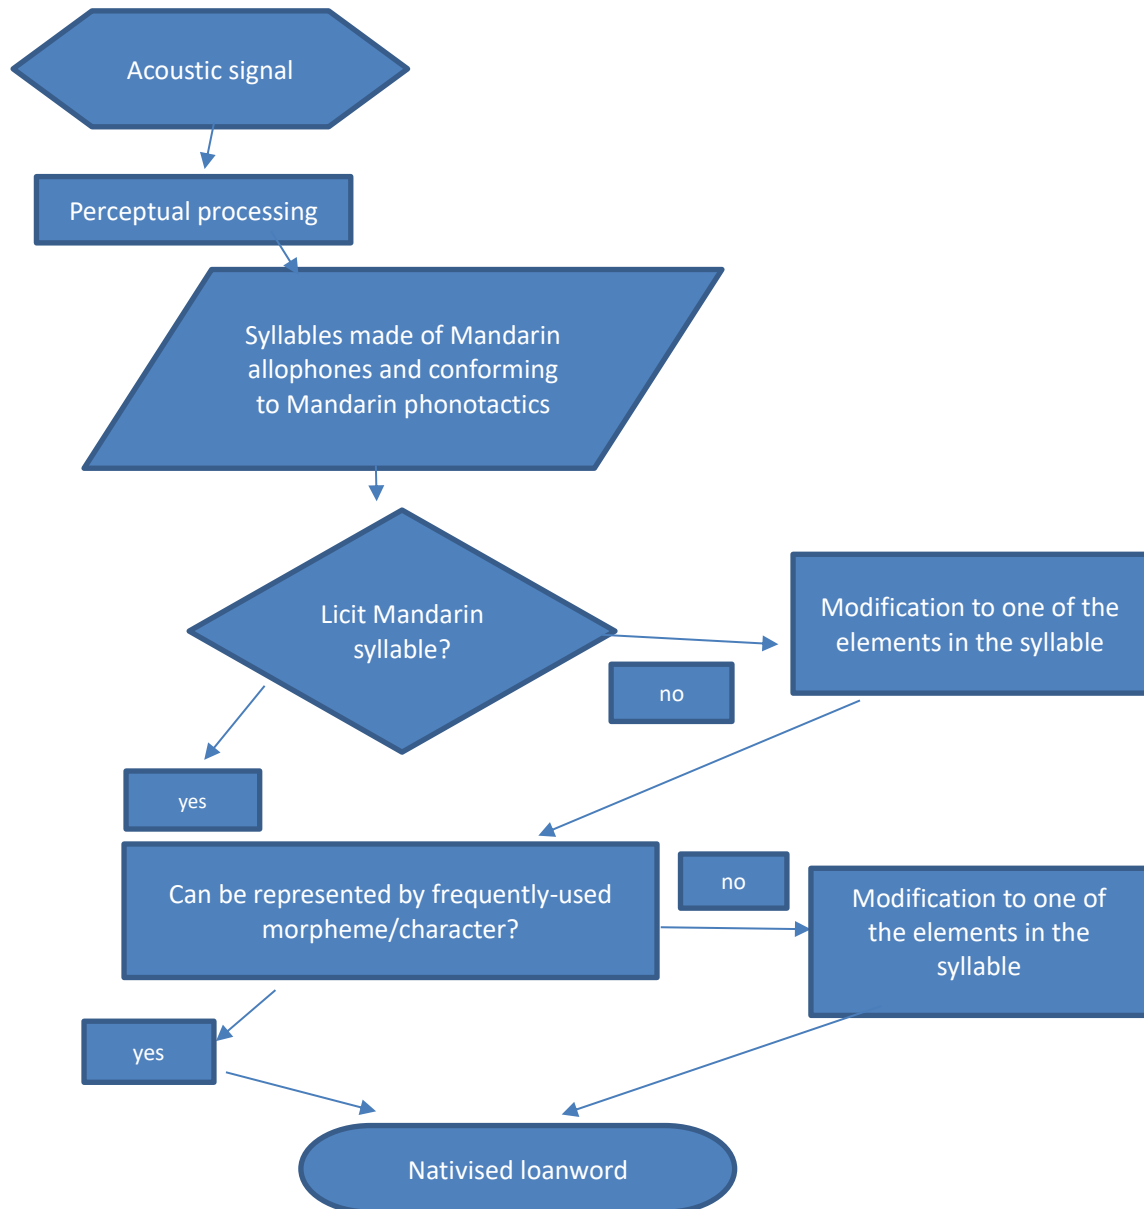 Acoustic signal
Perceptual processing
Syllables made of Mandarin
allophones and conforming
to Mandarin phonotactics
Licit Mandarin
syllable?
Modification to one of the
elements in the syllable
no
yes
Can be represented by frequently-used
morpheme/character?
no
Modification to one of
the elements in the
syllable
yes
Nativised loanword